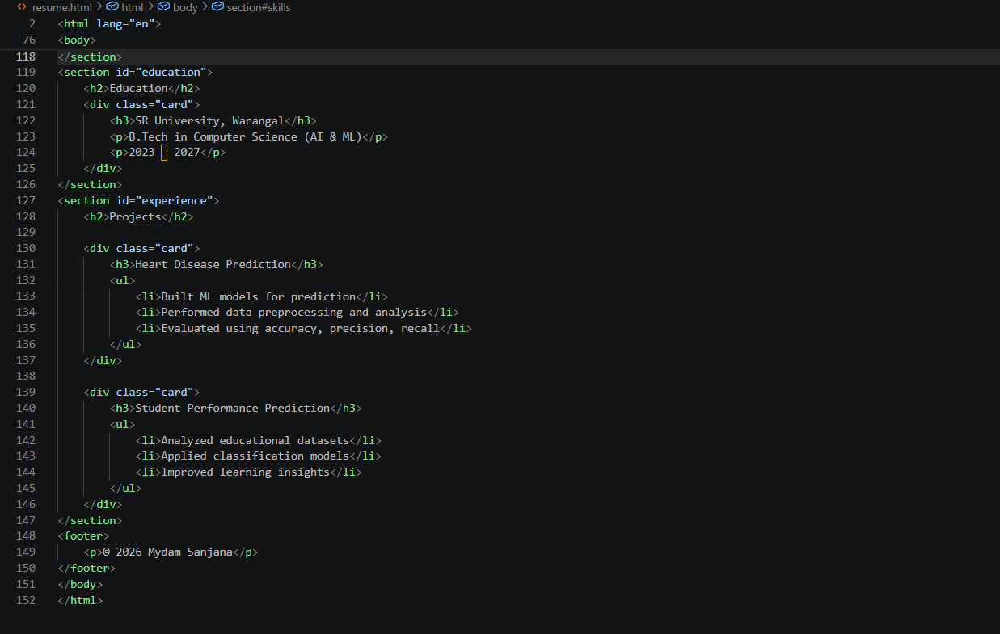 resume.html > html > body > section#skills
2 <html lang="en">
76 <body>
118 </section>
119 <section id="education">
120     <h2>Education</h2>
121     <div class="card">
122         <h3>SR University, Warangal</h3>
123         <p>B.Tech in Computer Science (AI & ML)</p>
124         <p>2023 – 2027</p>
125     </div>
126 </section>
127 <section id="experience">
128     <h2>Projects</h2>
129
130     <div class="card">
131         <h3>Heart Disease Prediction</h3>
132         <ul>
133             <li>Built ML models for prediction</li>
134             <li>Performed data preprocessing and analysis</li>
135             <li>Evaluated using accuracy, precision, recall</li>
136         </ul>
137     </div>
138
139     <div class="card">
140         <h3>Student Performance Prediction</h3>
141         <ul>
142             <li>Analyzed educational datasets</li>
143             <li>Applied classification models</li>
144             <li>Improved learning insights</li>
145         </ul>
146     </div>
147 </section>
148 <footer>
149     <p>© 2026 Mydam Sanjana</p>
150 </footer>
151 </body>
152 </html>